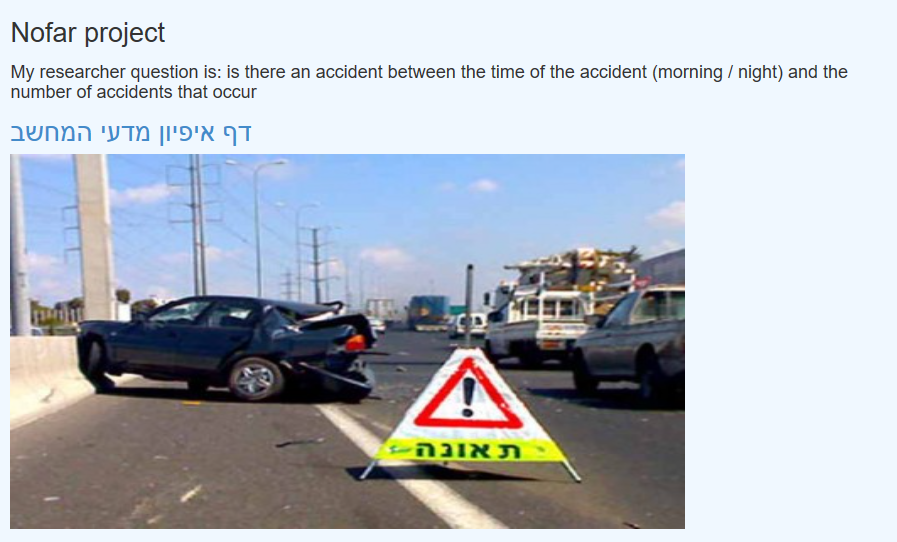 Nofar project
My researcher question is: is there an accident between the time of the accident (morning / night) and the
number of accidents that occur
דף איפיון מדעי המחשב
תאונה